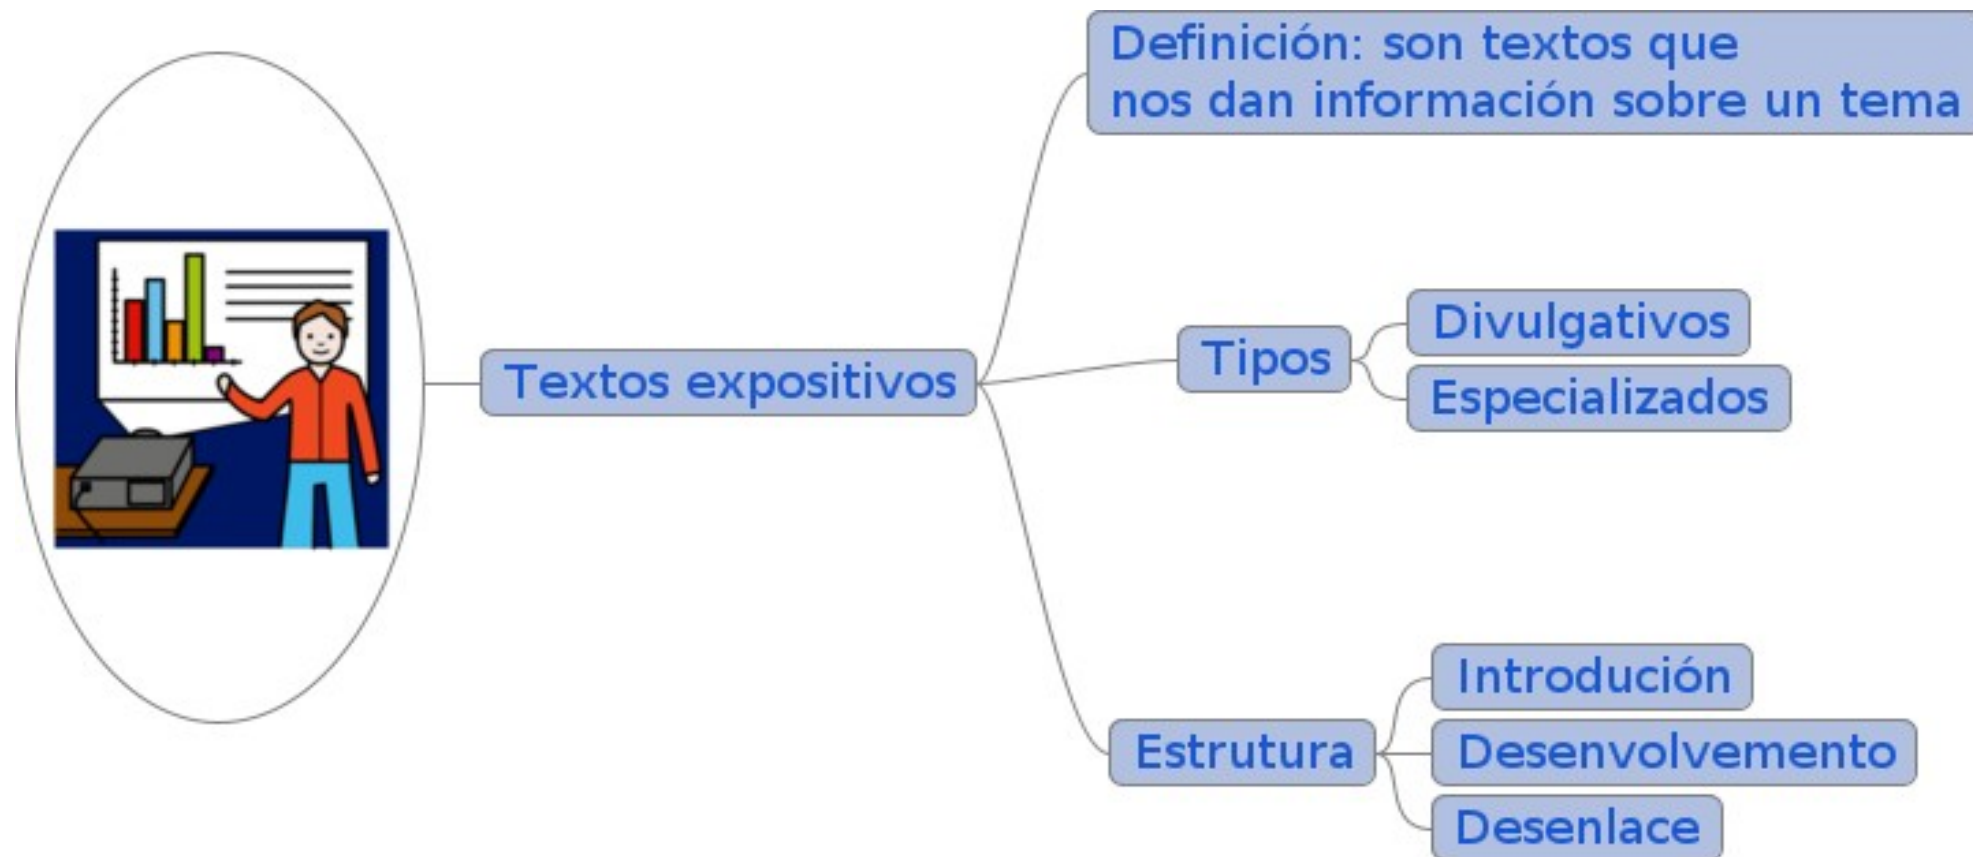 Definición: son textos que
nos dan información sobre un tema
Textos expositivos
Tipos
Divulgativos
Especializados
Estrutura
Introdución
Desenvolvemento
Desenlace